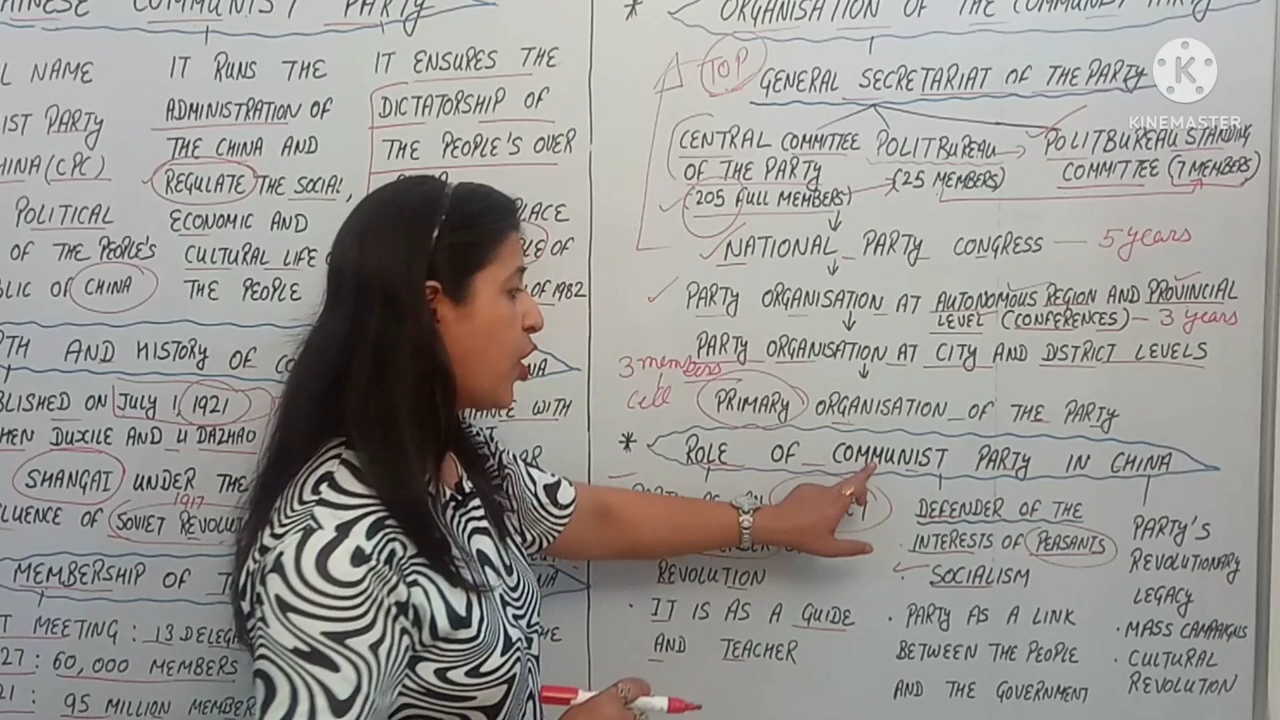 CHINESE COMMUNIST PARTY
L NAME
IST PARTY
HINA (CPC)
POLITICAL
OF THE PEOPLE'S
BLIC OF CHINA
IT RUNS THE
ADMINISTRATION OF
THE CHINA AND
REGULATE THE SOCIAL,
ECONOMIC AND
CULTURAL LIFE
THE PEOPLE
IT ENSURES THE
DICTATORSHIP OF
THE PEOPLE'S OVER
PLACE
OF
OF 1982
TH AND HISTORY OF
NA
BLISHED ON JULY 1, 1921
HEN DUXILE AND LI DAZHAO
SHANGAI UNDER THE
1917
LUENCE OF SOVIET REVOLUT
IANCE WITH
MEMBERSHIP OF
NA
T MEETING : 13 DELEGA
27 : 60,000 MEMBERS
21 : 95 MILLION MEMBER
THE
* ORGANISATION OF THE COMMUNIST PARTY
TOP
GENERAL SECRETARIAT OF THE PARTY
KINEMASTER
CENTRAL COMMITTEE
OF THE PARTY
(205 FULL MEMBERS)
POLITBUREAU
(25 MEMBERS)
POLITBUREAU STANDING
COMMITTEE (7 MEMBERS)
NATIONAL PARTY CONGRESS — 5 years
PARTY ORGANISATION AT AUTONOMOUS REGION AND PROVINCIAL
LEVEL (CONFERENCES) — 3 years
PARTY ORGANISATION AT CITY AND DISTRICT LEVELS
3 members
cell
PRIMARY ORGANISATION OF THE PARTY
* ROLE OF COMMUNIST PARTY IN CHINA
REVOLUTION
· IT IS AS A GUIDE
AND TEACHER
DEFENDER OF THE
INTERESTS OF PEASANTS
SOCIALISM
· PARTY AS A LINK
BETWEEN THE PEOPLE
AND THE GOVERNMENT
PARTY'S
REVOLUTIONARY
LEGACY
· MASS CAMPAIGNS
· CULTURAL
REVOLUTION